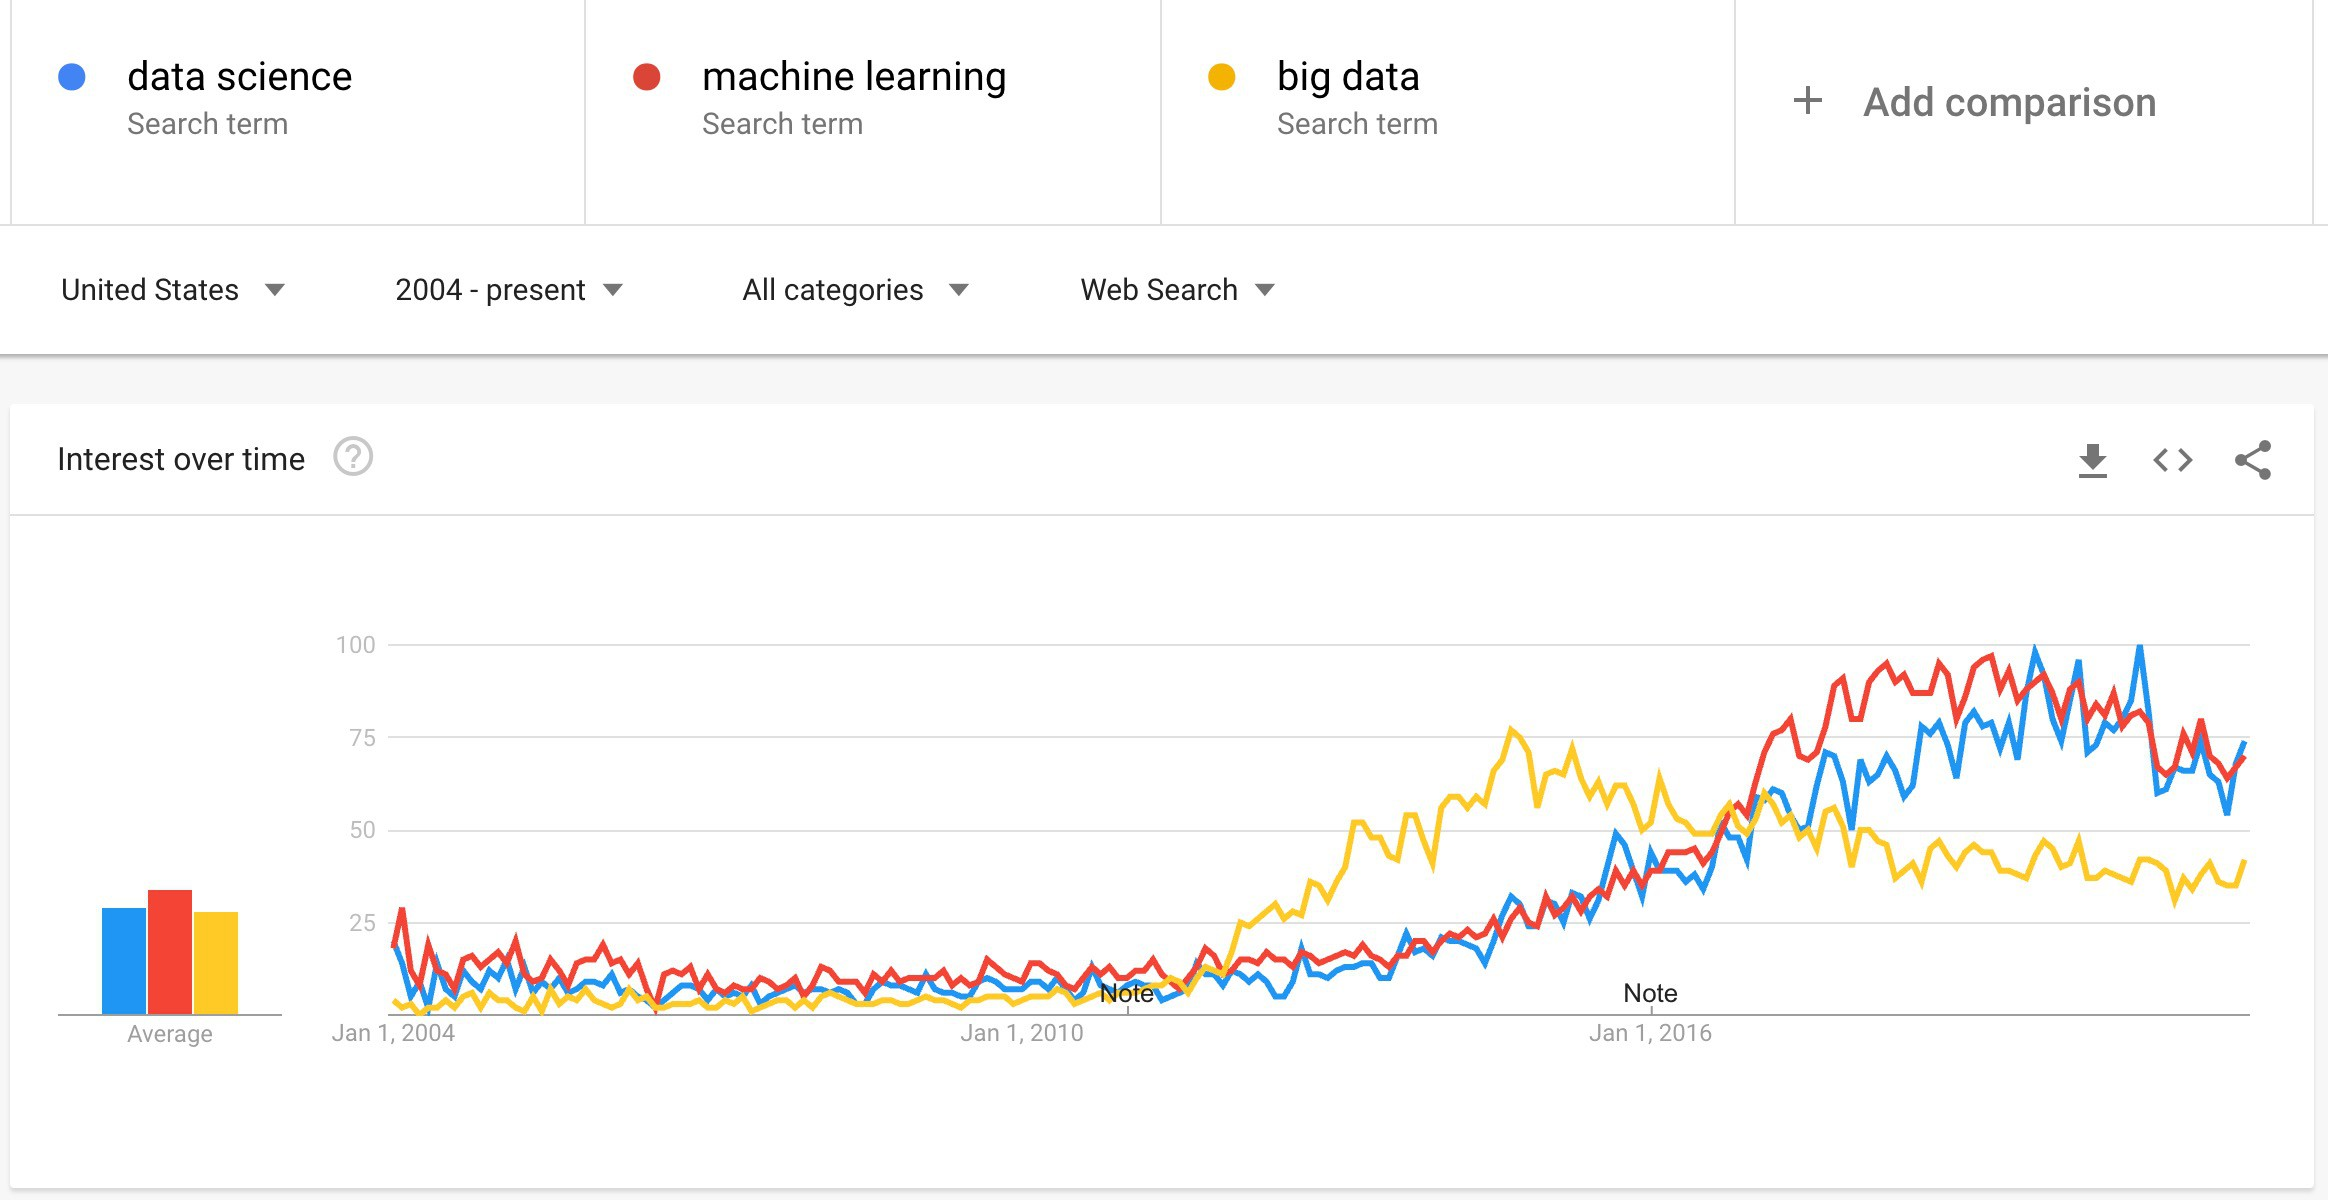 data science
Search term
machine learning
Search term
big data
Search term
+ Add comparison
United States
2004 - present
All categories
Web Search
Interest over time ?
100
75
50
25
Note
Note
Average
Jan 1, 2004
Jan 1, 2010
Jan 1, 2016